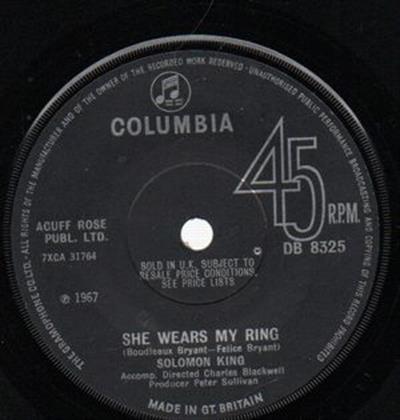 ALL RIGHTS OF THE MANUFACTURER AND OF THE OWNER OF THE RECORDED WORK RESERVED - UNAUTHORISED PUBLIC PERFORMANCE BROADCASTING AND COPYING OF THIS RECORD PROHIBITED
THE GRAMOPHONE CO. LTD.
COLUMBIA
45 R.P.M.
DB 8325
ACUFF ROSE
PUBL. LTD.
7XCA 31764
SOLD IN U.K. SUBJECT TO
RESALE PRICE CONDITIONS,
SEE PRICE LISTS
℗ 1967
SHE WEARS MY RING
(Boudleaux Bryant—Felice Bryant)
SOLOMON KING
Accomp. Directed Charles Blackwell
Producer Peter Sullivan
MADE IN GT. BRITAIN